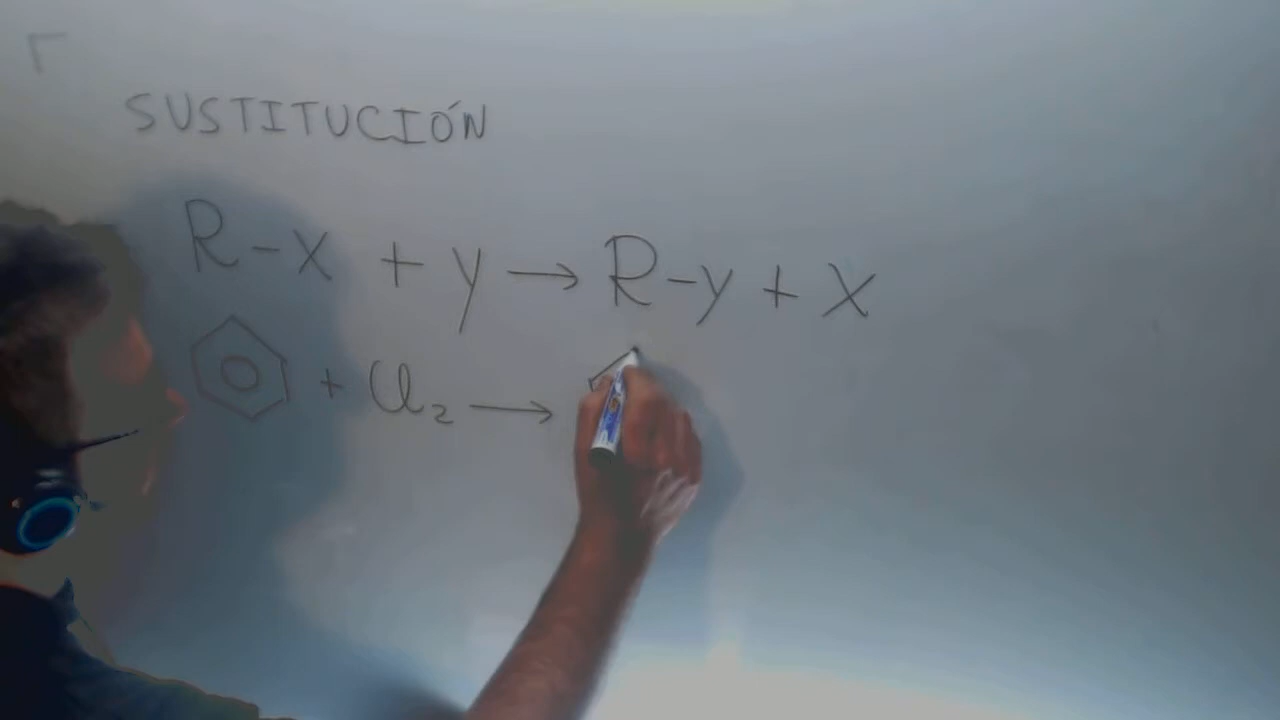 SUSTITUCIÓN
R-X + y → R-y + X
+ Cl₂ →